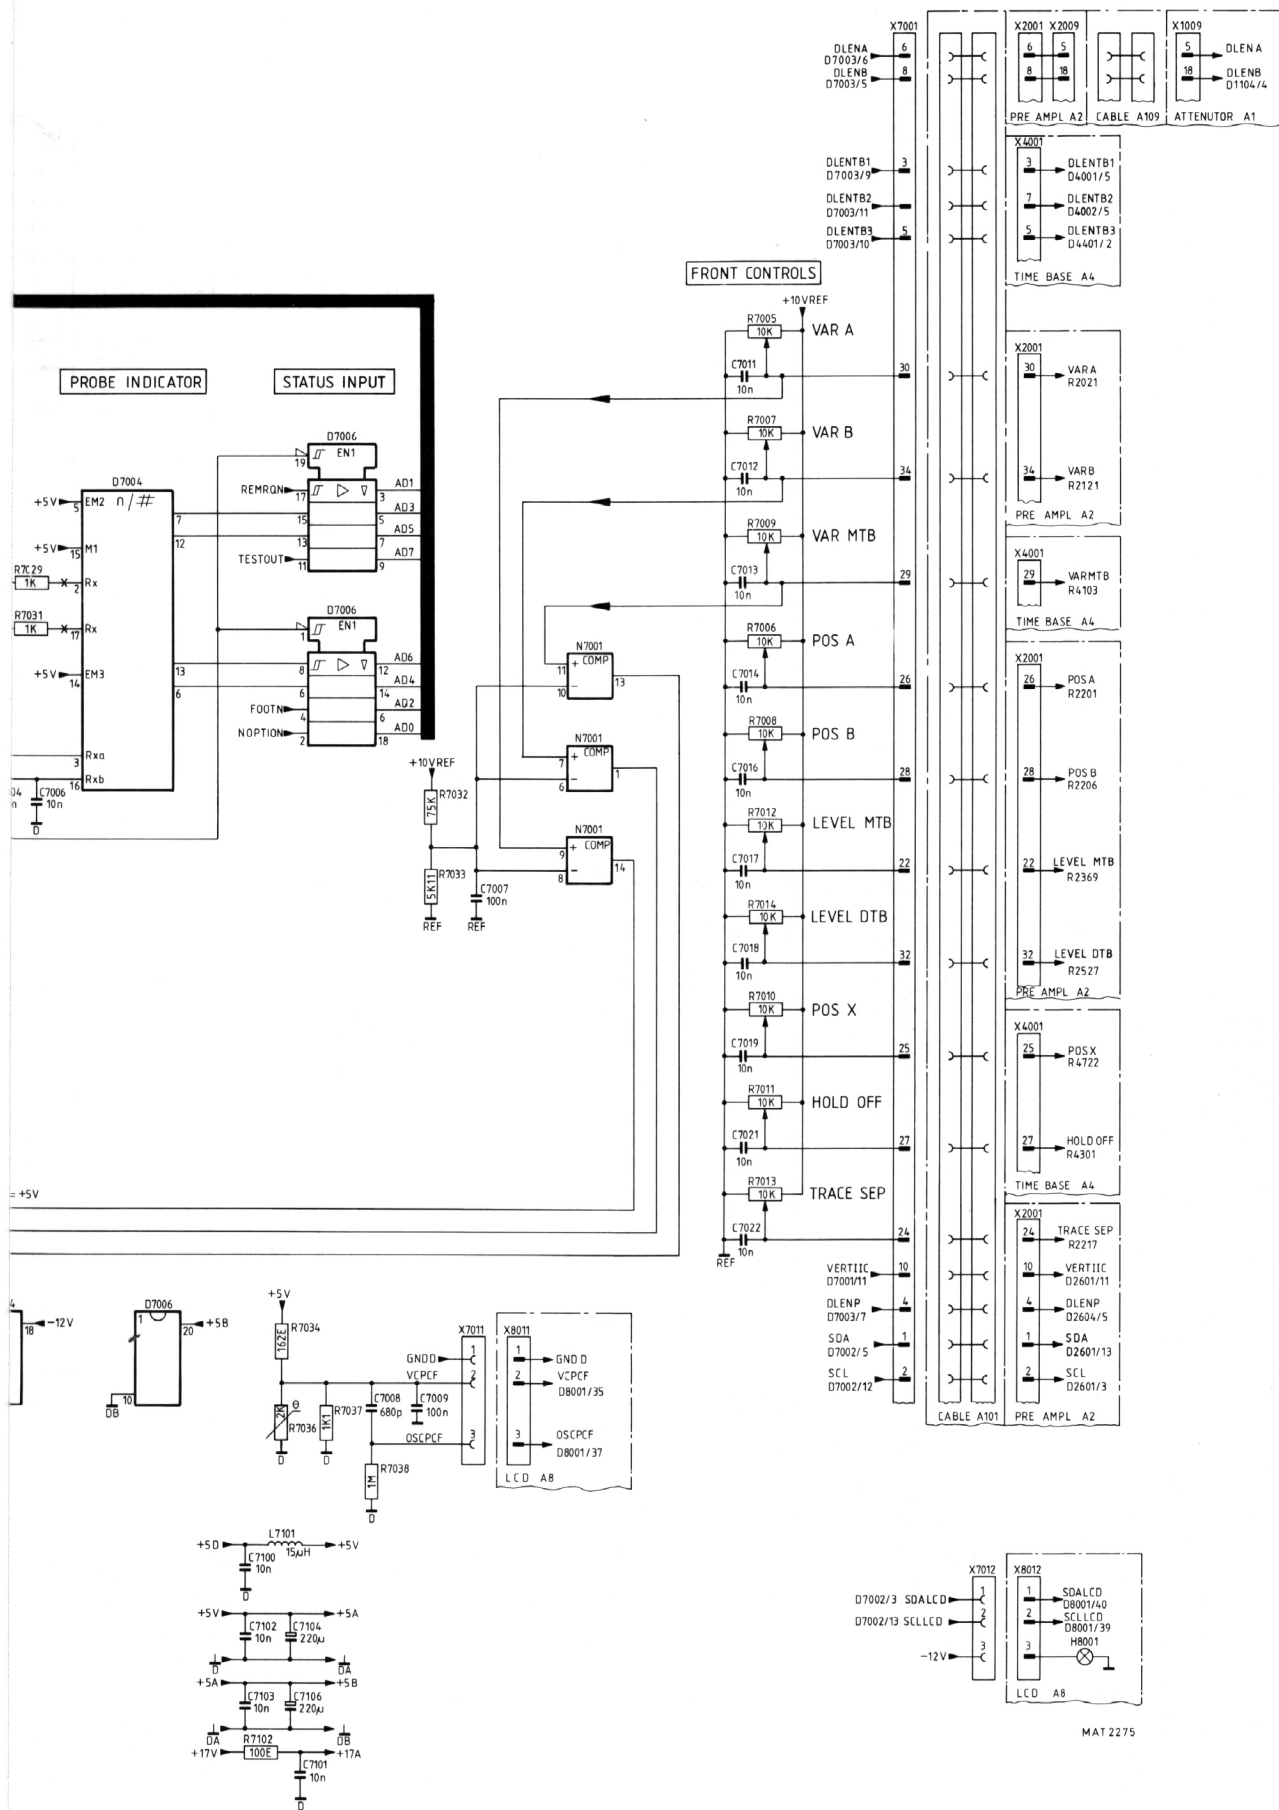 X7001
X2001 X2009
X1009
DLENA
D7003/6
6
6
5
5
DLENA
DLENB
D7003/5
8
8
18
18
DLENB
D1104/4
PRE AMPL A2
CABLE A109
ATTENUTOR A1
X4001
DLENTB1
D7003/9
3
3
DLENTB1
D4001/5
DLENTB2
D7003/11
7
DLENTB2
D4002/5
DLENTB3
D7003/10
5
5
DLENTB3
D4401/2
TIME BASE A4
FRONT CONTROLS
+10VREF
R7005
10K
VAR A
C7011
10n
30
X2001
30
VAR A
R2021
R7007
10K
VAR B
C7012
10n
34
34
VAR B
R2121
PRE AMPL A2
R7009
10K
VAR MTB
C7013
10n
29
X4001
29
VARMTB
R4103
TIME BASE A4
R7006
10K
POS A
C7014
10n
26
X2001
26
POS A
R2201
R7008
10K
POS B
C7016
10n
28
28
POS B
R2206
R7012
10K
LEVEL MTB
C7017
10n
22
22
LEVEL MTB
R2369
R7014
10K
LEVEL DTB
C7018
10n
32
32
LEVEL DTB
R2527
PRE AMPL A2
R7010
10K
POS X
C7019
10n
25
X4001
25
POSX
R4722
R7011
10K
HOLD OFF
C7021
10n
27
27
HOLD OFF
R4301
TIME BASE A4
R7013
10K
TRACE SEP
C7022
10n
REF
24
X2001
24
TRACE SEP
R2217
VERTIIC
D7001/11
10
10
VERTIIC
D2601/11
DLENP
D7003/7
4
4
DLENP
D2604/5
SDA
D7002/5
1
1
SDA
D2601/13
SCL
D7002/12
2
2
SCL
D2601/3
CABLE A101
PRE AMPL A2
PROBE INDICATOR
STATUS INPUT
D7004
n/#
+5V
5
EM2
7
12
+5V
15
M1
R7029
1K
2
Rx
R7031
1K
17
Rx
+5V
14
EM3
13
6
3
Rxa
16
Rxb
04
n
C7006
10n
D
D7006
19
EN1
REMRQN
17
3
AD1
15
5
AD3
13
7
AD5
TESTOUT
11
9
AD7
D7006
1
EN1
8
12
AD6
6
14
AD4
FOOTN
4
6
AD2
NOPTION
2
18
AD0
+10VREF
R7032
75K
R7033
5K11
REF
C7007
100n
REF
N7001
11
+
COMP
10
−
13
N7001
7
+
COMP
6
−
1
N7001
9
+
COMP
8
−
14
= +5V
4
18
-12V
D7006
1
20
+5B
10
DB
+5V
R7034
162E
2K
θ
R7036
D
R7037
1K1
D
C7008
680p
C7009
100n
R7038
1M
D
GNDD
VCPCF
OSCPCF
X7011
1
2
3
X8011
1
GND D
2
VCPCF
D8001/35
3
OSCPCF
D8001/37
LCD A8
+5D
L7101
15µH
+5V
C7100
10n
D
+5V
+5A
C7102
10n
C7104
220µ
D
DA
+5A
+5B
C7103
10n
C7106
220µ
DA
DB
+17V
R7102
100E
+17A
C7101
10n
D
X7012
X8012
D7002/3 SDALCD
1
1
SDALCD
D8001/40
D7002/13 SCLLCD
2
2
SCLLCD
D8001/39
-12V
3
3
H8001
LCD A8
MAT 2275